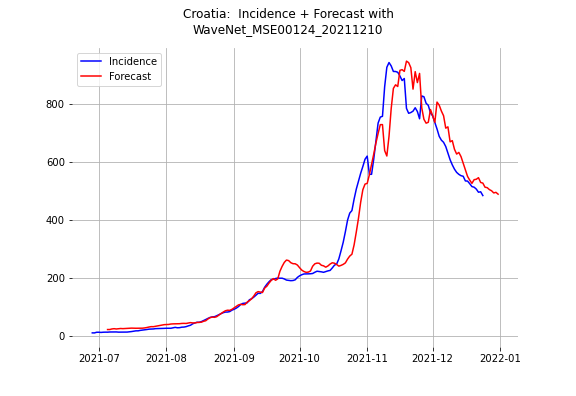 Croatia:  Incidence + Forecast with
WaveNet_MSE00124_20211210
Incidence
Forecast
800
600
400
200
0
2021-07 2021-08 2021-09 2021-10 2021-11 2021-12 2022-01